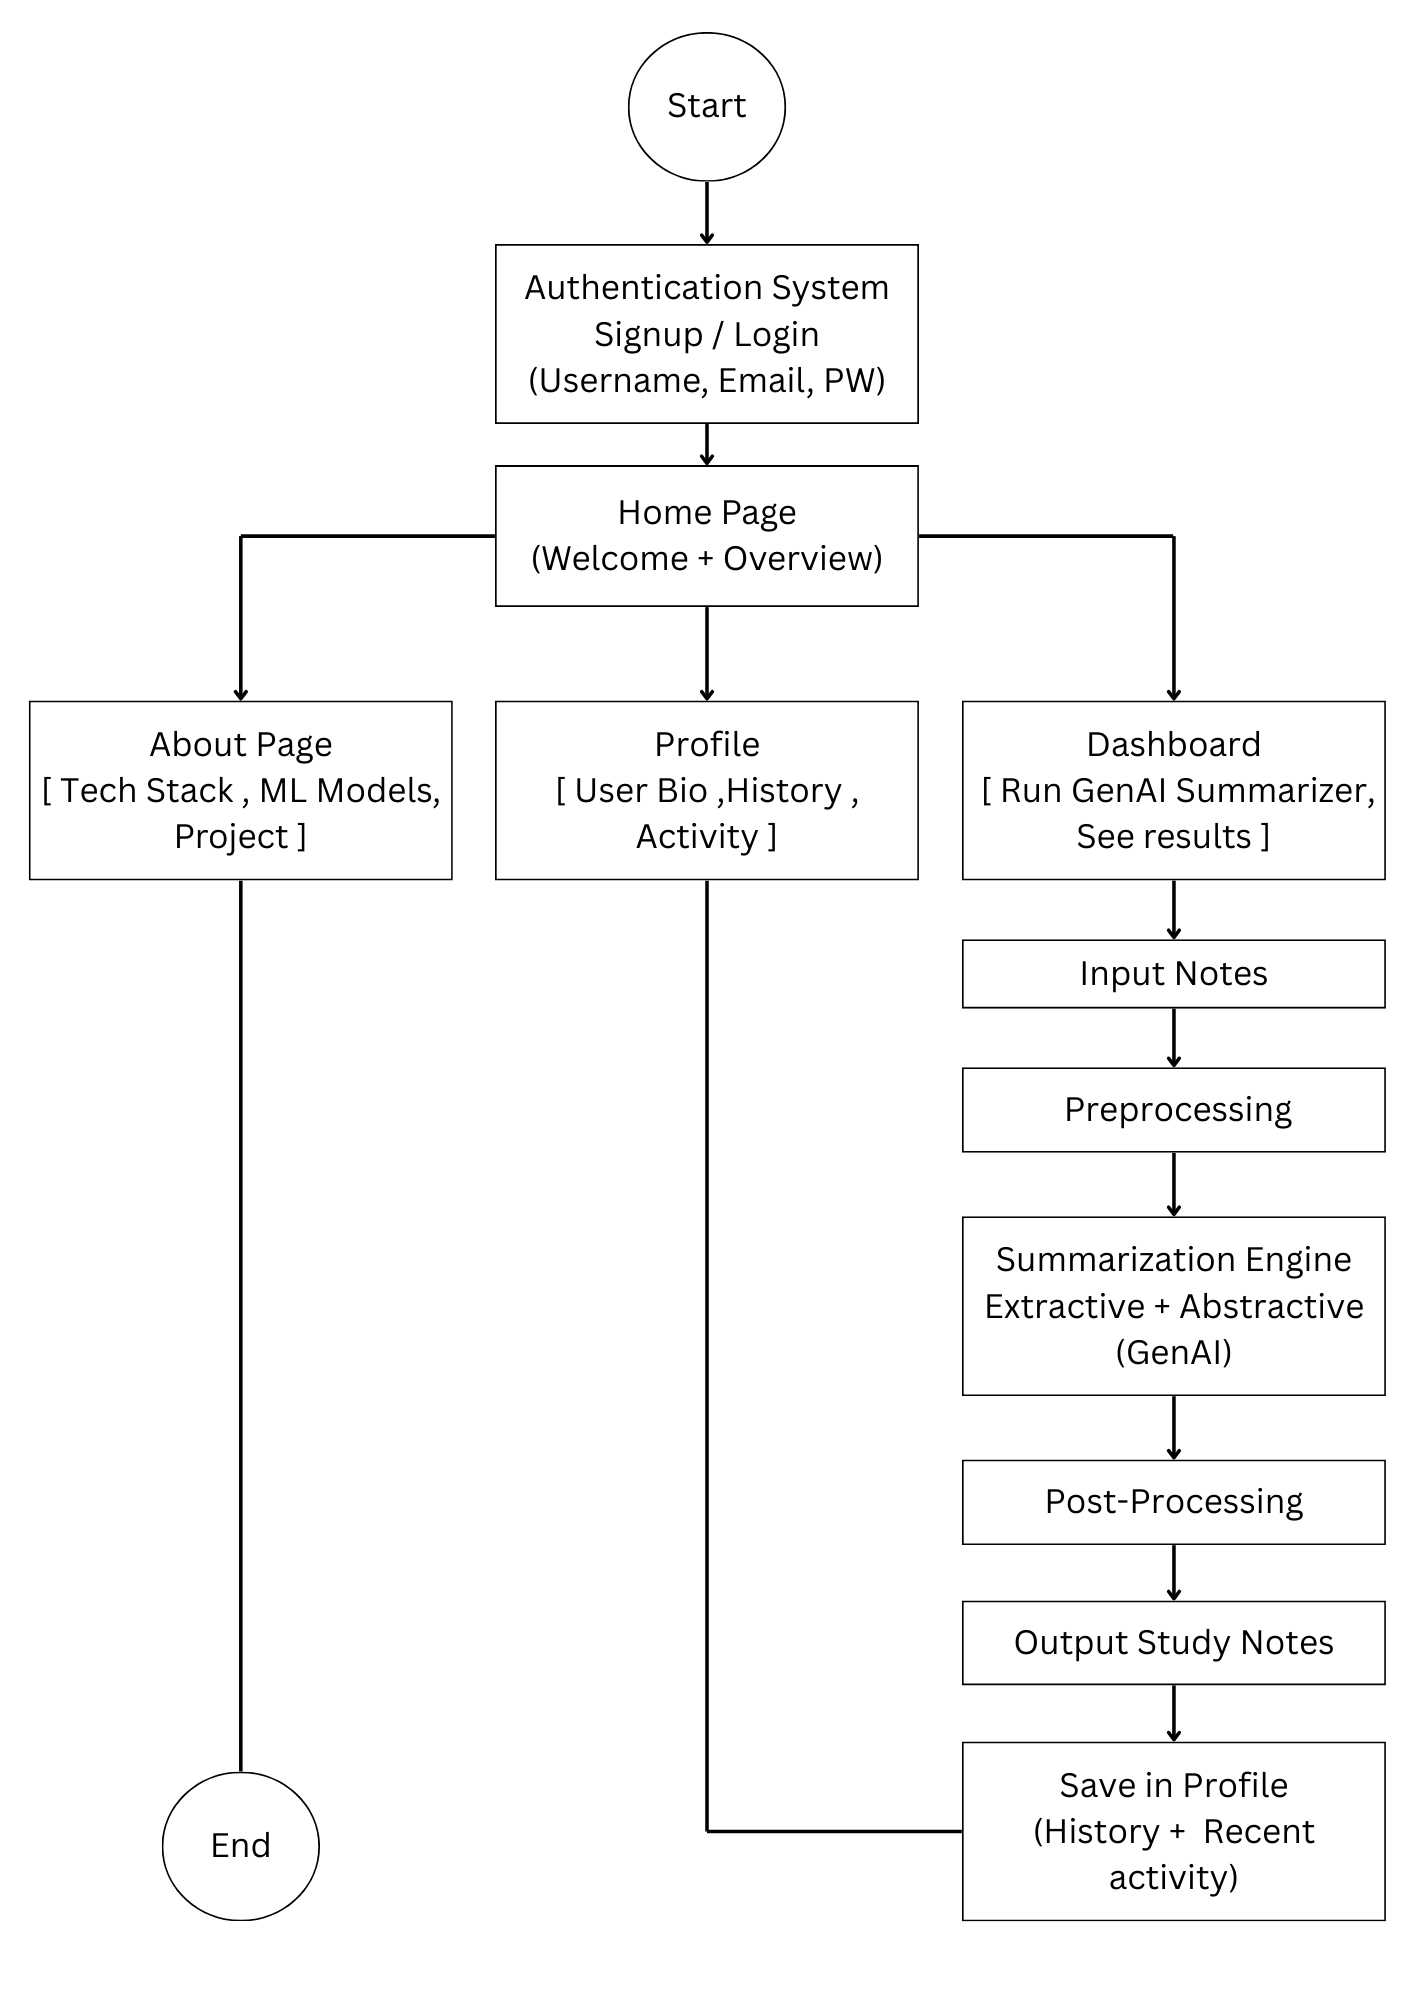 Start
Authentication System
Signup / Login
(Username, Email, PW)
Home Page
(Welcome + Overview)
About Page
[ Tech Stack , ML Models,
Project ]
Profile
[ User Bio ,History ,
Activity ]
Dashboard
[ Run GenAI Summarizer,
See results ]
Input Notes
Preprocessing
Summarization Engine
Extractive + Abstractive
(GenAI)
Post-Processing
Output Study Notes
Save in Profile
(History +  Recent
activity)
End